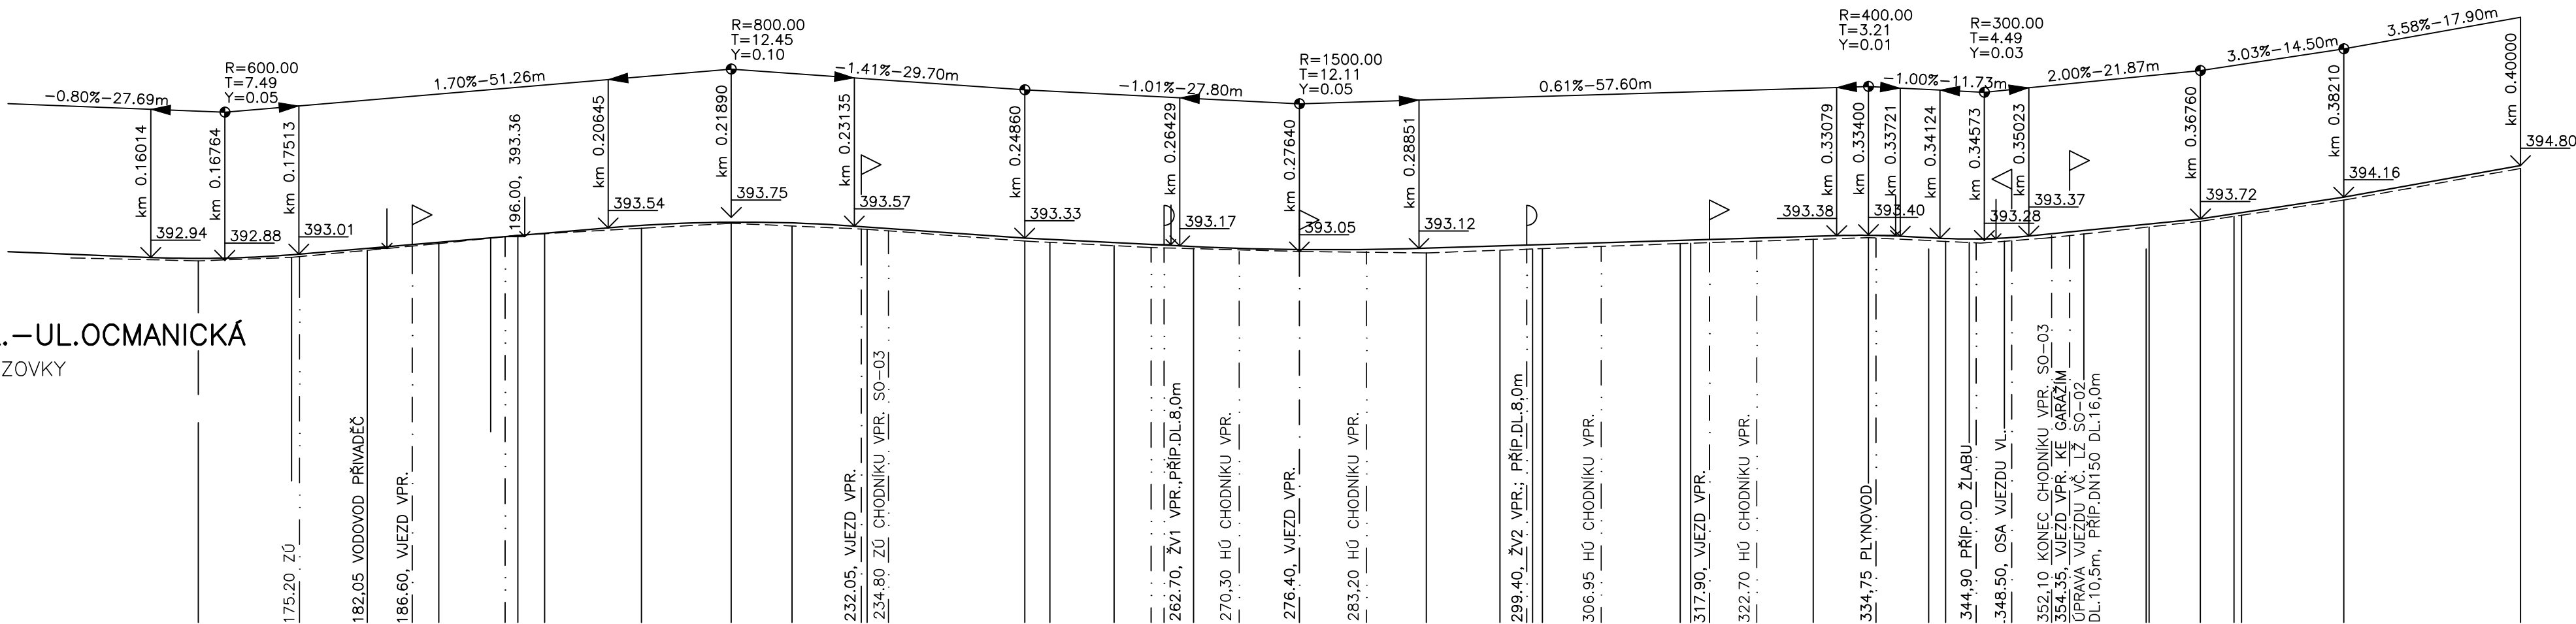 R=600.00
T=7.49
Y=0.05
R=800.00
T=12.45
Y=0.10
R=1500.00
T=12.11
Y=0.05
R=400.00
T=3.21
Y=0.01
R=300.00
T=4.49
Y=0.03
-0.80%-27.69m
1.70%-51.26m
-1.41%-29.70m
-1.01%-27.80m
0.61%-57.60m
-1.00%-11.73m
2.00%-21.87m
3.03%-14.50m
3.58%-17.90m
km 0.16014
km 0.16764
km 0.17513
196.00, 393.36
km 0.20645
km 0.21890
km 0.23135
km 0.24860
km 0.26429
km 0.27640
km 0.28851
km 0.33079
km 0.33400
km 0.33721
km 0.34124
km 0.34573
km 0.35023
km 0.36760
km 0.38210
km 0.40000
392.94
392.88
393.01
393.54
393.75
393.57
393.33
393.17
393.05
393.12
393.38
393.40
393.28
393.37
393.72
394.16
394.80
.-UL.OCMANICKÁ
ZOVKY
175.20 ZÚ
182,05 VODOVOD PŘIVADĚČ
186.60, VJEZD VPR.
232.05, VJEZD VPR.
234.80 ZÚ CHODNÍKU VPR. SO-03
262.70, ŽV1 VPR.,PŘÍP.DL.8,0m
270,30 HÚ CHODNÍKU VPR.
276.40, VJEZD VPR.
283,20 HÚ CHODNÍKU VPR.
299.40, ŽV2 VPR.; PŘÍP.DL.8,0m
306.95 HÚ CHODNÍKU VPR.
317.90, VJEZD VPR.
322.70 HÚ CHODNÍKU VPR.
334,75 PLYNOVOD
344,90 PŘÍP.OD ŽLABU
348.50, OSA VJEZDU VL.
352,10 KONEC CHODNÍKU VPR. SO-03
354.35, VJEZD VPR. KE GARÁŽÍM
ÚPRAVA VJEZDU VČ. LŽ SO-02
DL.10,5m, PŘÍP.DN150 DL.16,0m